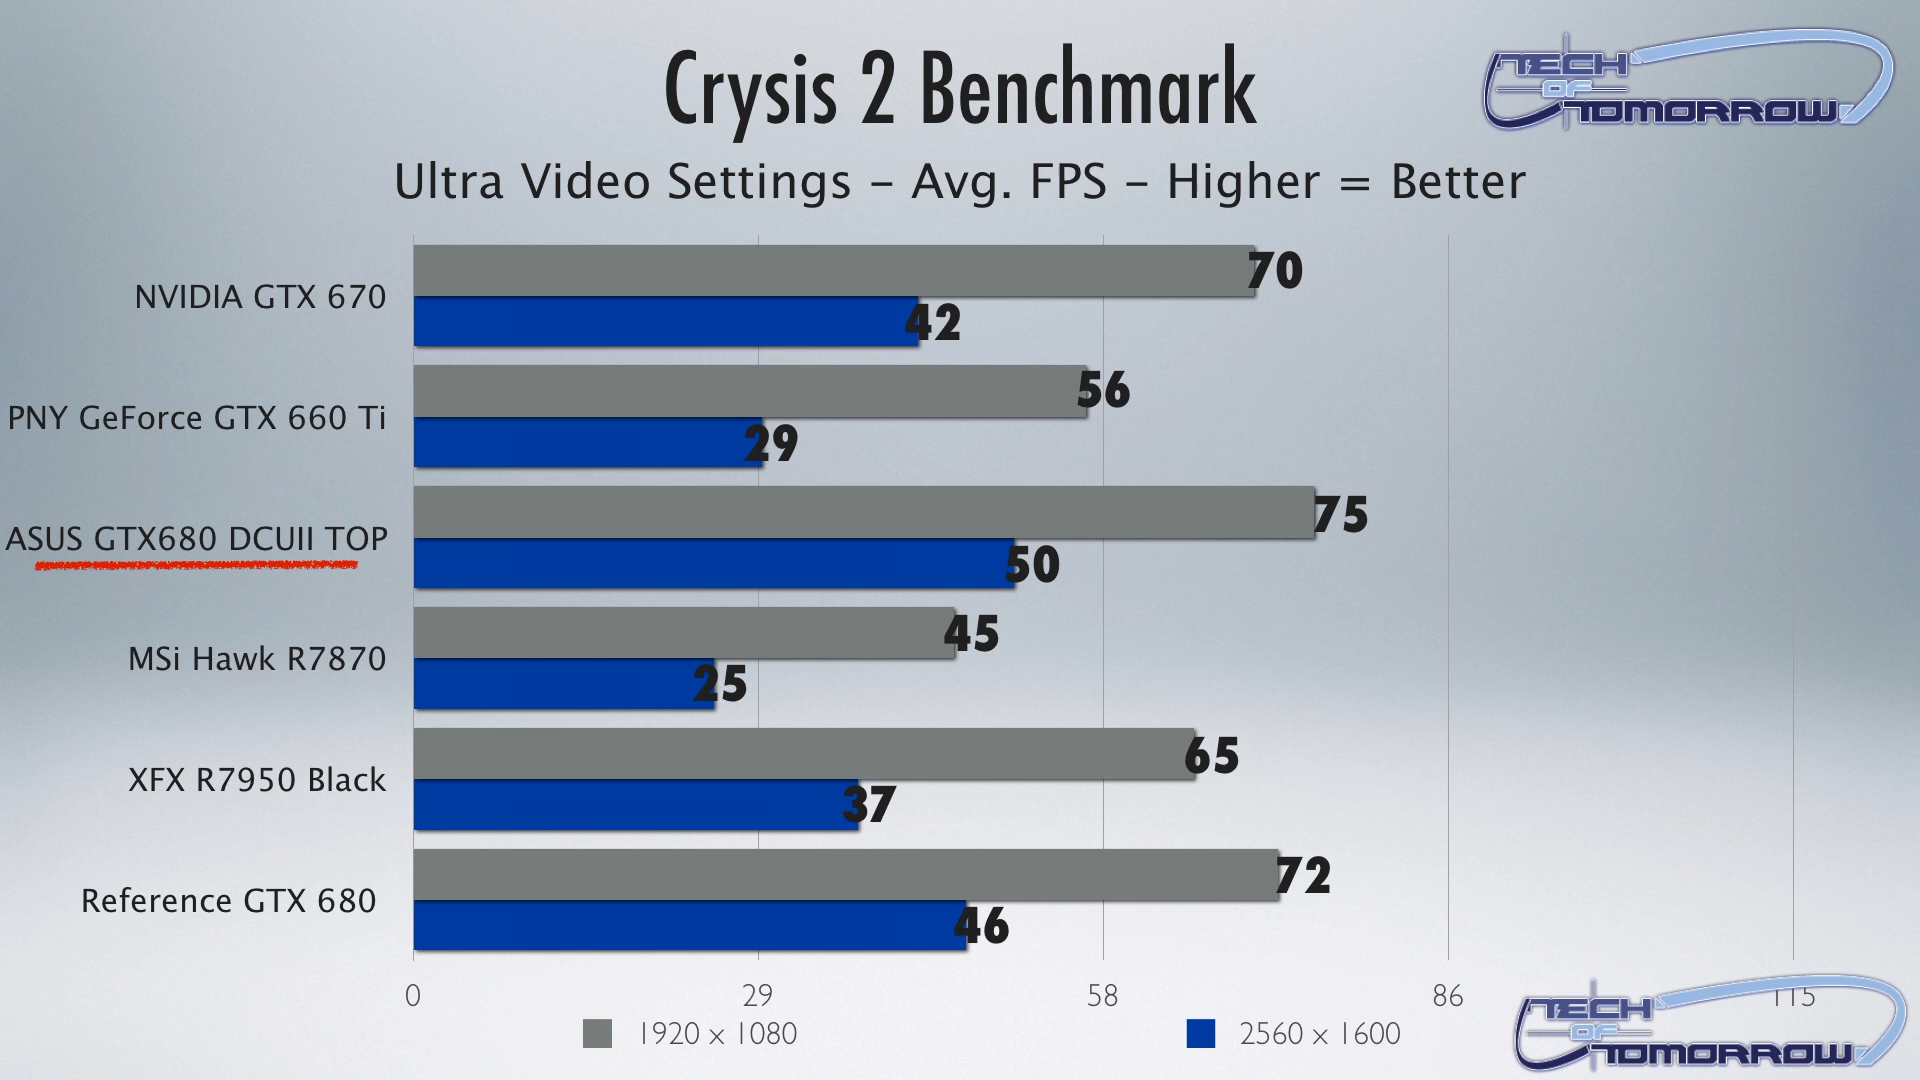 Crysis 2 Benchmark
TECH
OF
TOMORROW
Ultra Video Settings – Avg. FPS – Higher = Better
NVIDIA GTX 670
70
42
PNY GeForce GTX 660 Ti
56
29
ASUS GTX680 DCUII TOP
75
50
MSi Hawk R7870
45
25
XFX R7950 Black
65
37
Reference GTX 680
72
46
0 29 58 86 115
1920 x 1080
2560 x 1600
TECH
OF
TOMORROW